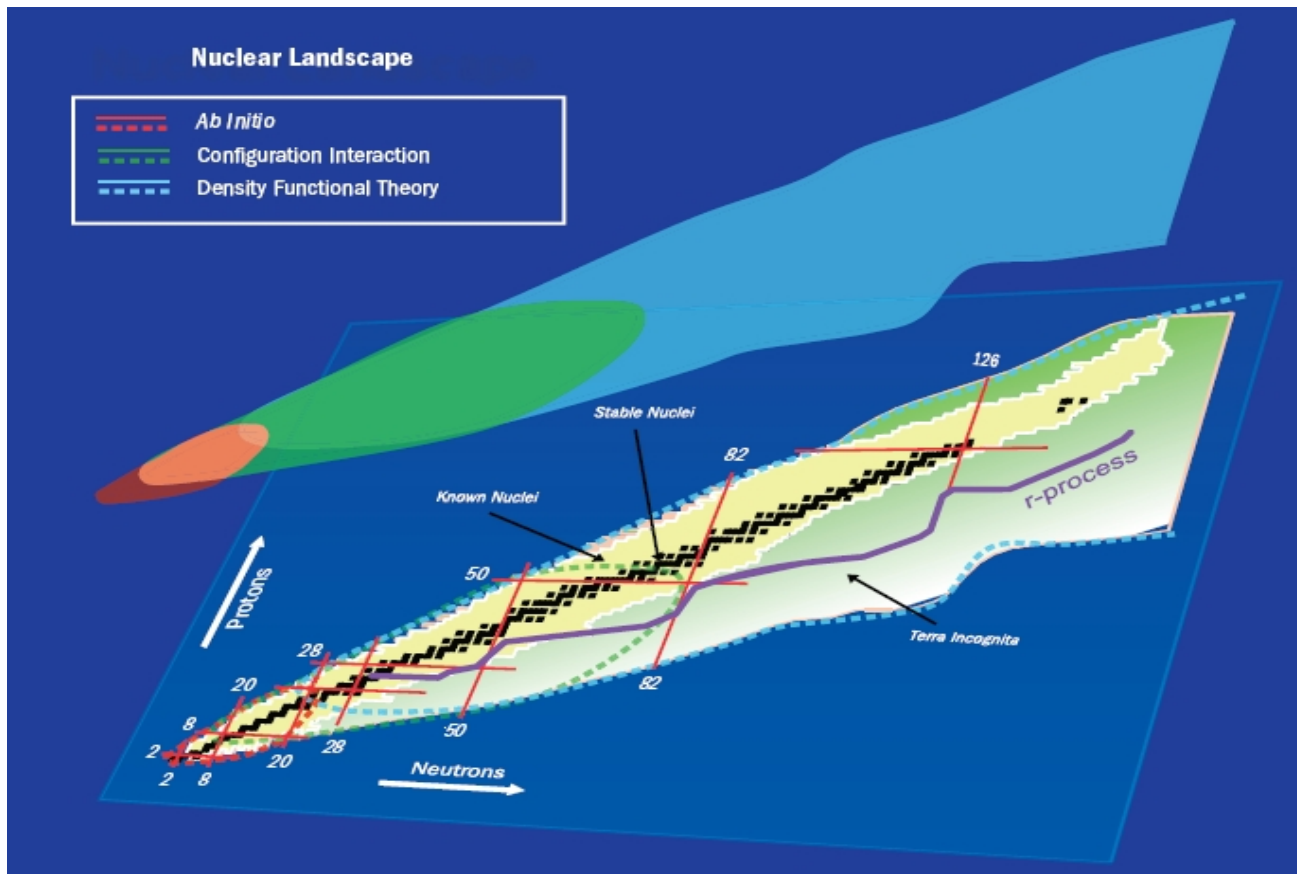 Nuclear Landscape
Ab Initio
Configuration Interaction
Density Functional Theory
126
Stable Nuclei
82
Known Nuclei
r-process
50
Protons
Terra Incognita
28
82
20
8
50
2
28
20
2
8
Neutrons